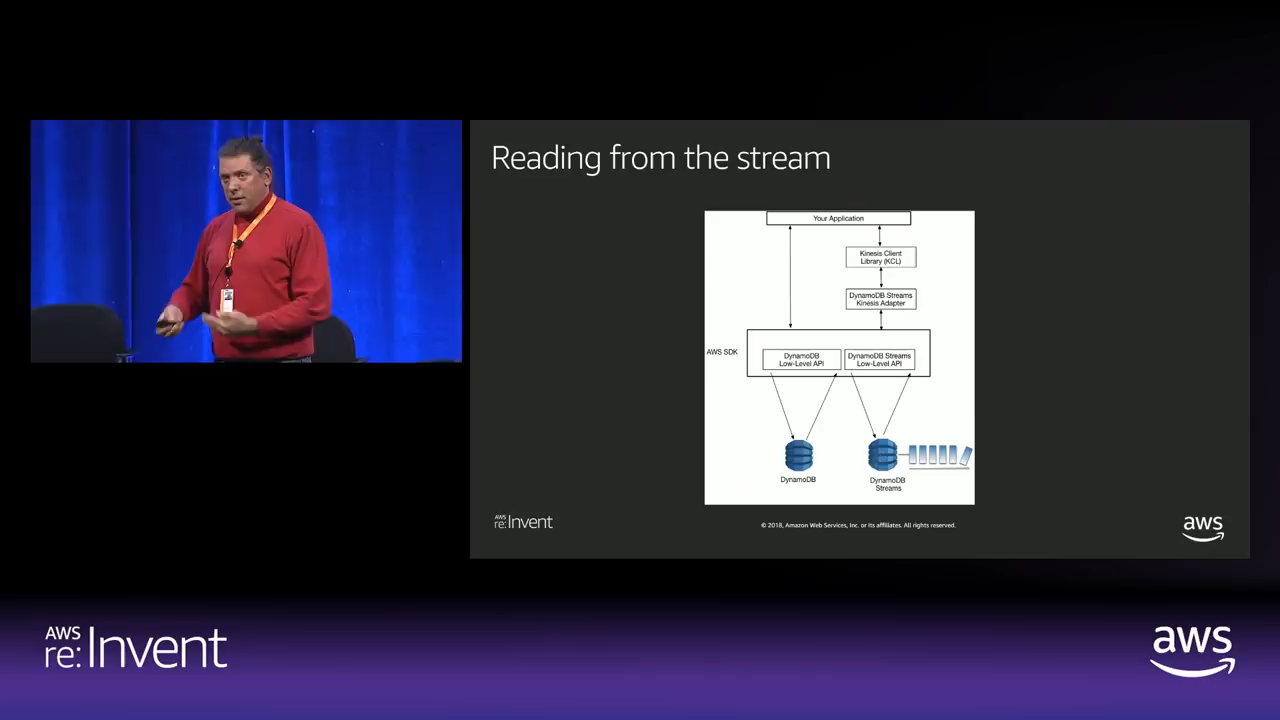 Reading from the stream
Your Application
Kinesis Client
Library (KCL)
DynamoDB Streams
Kinesis Adapter
AWS SDK
DynamoDB
Low-Level API
DynamoDB Streams
Low-Level API
DynamoDB
DynamoDB
Streams
AWS
re:Invent
© 2018, Amazon Web Services, Inc. or its affiliates. All rights reserved.
aws
AWS
re:Invent
aws